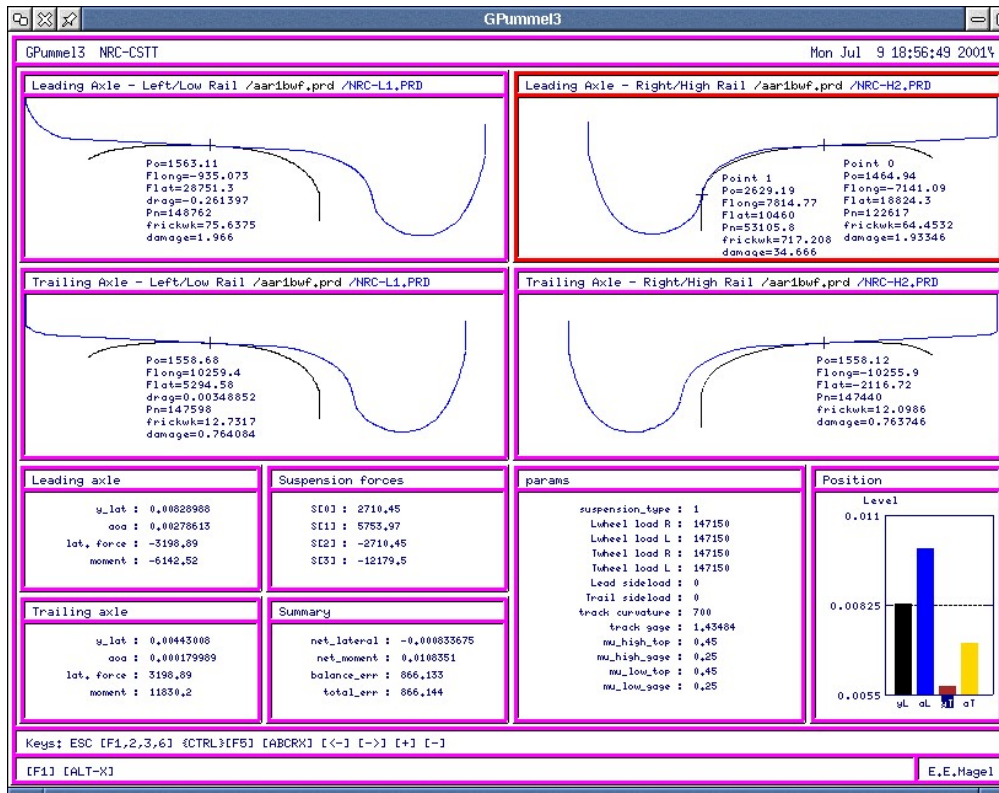 GPummel3
GPummel3 NRC-CSTT
Mon Jul 9 18:56:49 2001¥
Leading Axle - Left/Low Rail /aar1bwf.prd /NRC-L1.PRD
Po=1563.11
Flong=-935.073
Flat=28751.3
drag=-0.261397
Pn=148762
frickwk=75.6375
damage=1.966
Leading Axle - Right/High Rail /aar1bwf.prd /NRC-H2.PRD
Point 1
Po=2629.19
Flong=7814.77
Flat=10460
Pn=53105.8
frickwk=717.208
damage=34.666
Point 0
Po=1464.94
Flong=-7141.09
Flat=18824.3
Pn=122617
frickwk=64.4532
damage=1.93346
Trailing Axle - Left/Low Rail /aar1bwf.prd /NRC-L1.PRD
Po=1558.68
Flong=10259.4
Flat=5294.58
drag=0.00348852
Pn=147598
frickwk=12.7317
damage=0.764084
Trailing Axle - Right/High Rail /aar1bwf.prd /NRC-H2.PRD
Po=1558.12
Flong=-10255.9
Flat=-2116.72
Pn=147440
frickwk=12.0986
damage=0.763746
Leading axle
y_lat : 0.00828988
aoa : 0.00278613
lat. force : -3198.89
moment : -6142.52
Suspension forces
S[0] : 2710.45
S[1] : 5753.97
S[2] : -2710.45
S[3] : -12179.5
Trailing axle
y_lat : 0.00443008
aoa : 0.000179989
lat. force : 3198.89
moment : 11830.2
Summary
net_lateral : -0.000833675
net_moment : 0.0108351
balance_err : 866.133
total_err : 866.144
params
suspension_type : 1
Lwheel load R : 147150
Lwheel load L : 147150
Twheel load R : 147150
Twheel load L : 147150
Lead sideload : 0
Trail sideload : 0
track curvature : 700
track gage : 1.43484
mu_high_top : 0.45
mu_high_gage : 0.25
mu_low_top : 0.45
mu_low_gage : 0.25
Position
Level
0.011
0.00825
0.0055
yL aL yT aT
Keys: ESC [F1,2,3,6] {CTRL}[F5] [ABCRX] [<-] [->] [+] [-]
[F1] [ALT-X]
E.E.Magel